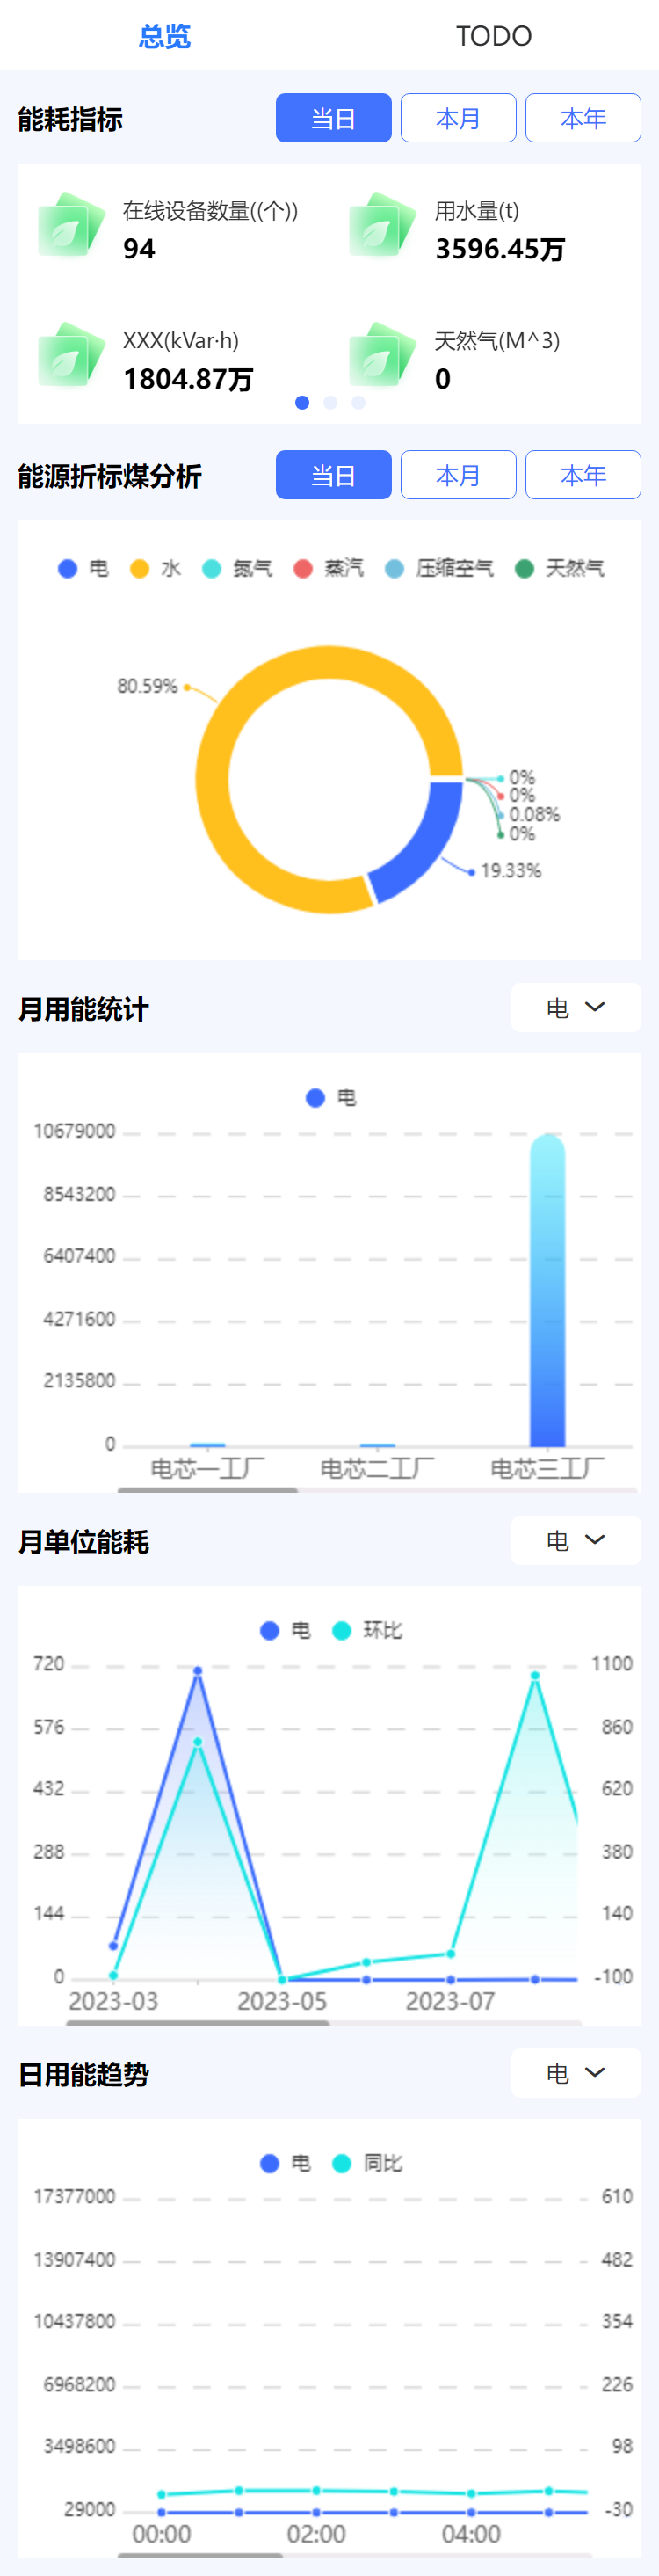 总览 TODO
能耗指标 当日 本月 本年
在线设备数量((个)) 用水量(t)
94 3596.45万
XXX(kVar·h) 天然气(M^3)
1804.87万 0
能源折标煤分析 当日 本月 本年
电 水 氮气 蒸汽 压缩空气 天然气
80.59%
0%
0%
0.08%
0%
19.33%
月用能统计 电
电
10679000
8543200
6407400
4271600
2135800
0
电芯一工厂 电芯二工厂 电芯三工厂
月单位能耗 电
电 环比
720 1100
576 860
432 620
288 380
144 140
0 -100
2023-03 2023-05 2023-07
日用能趋势 电
电 同比
17377000 610
13907400 482
10437800 354
6968200 226
3498600 98
29000 -30
00:00 02:00 04:00